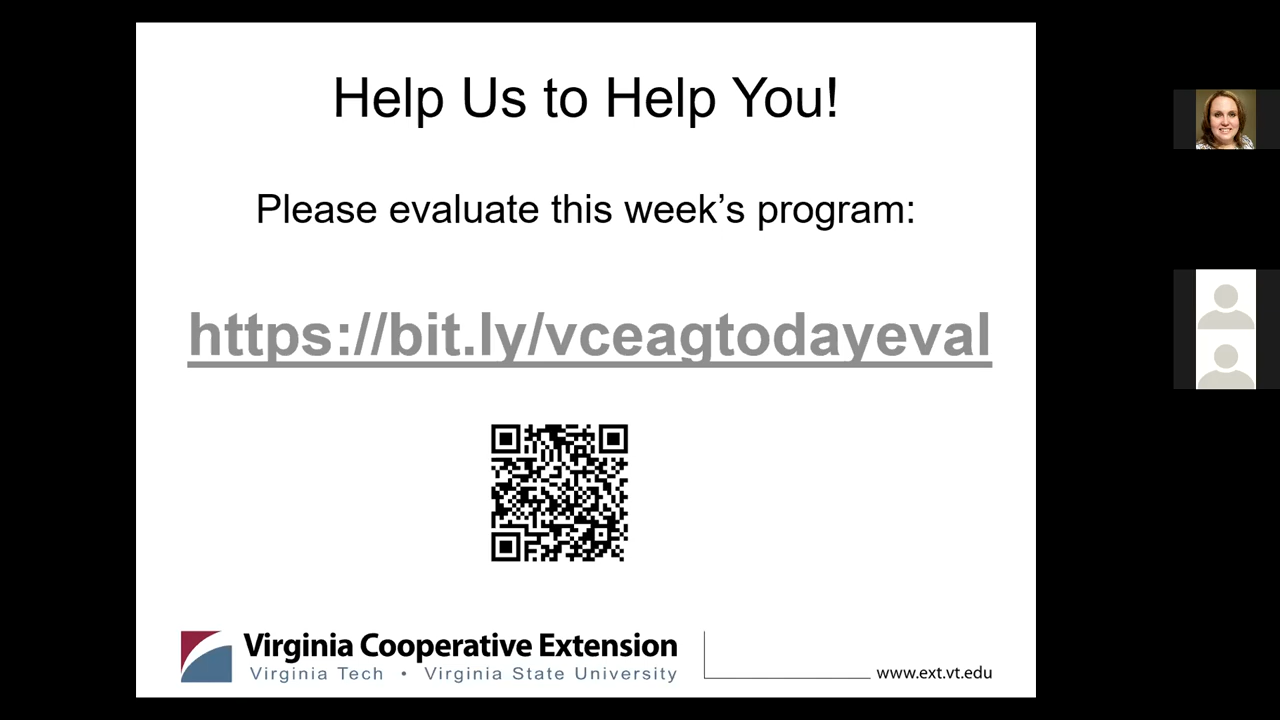 Help Us to Help You!
Please evaluate this week’s program:
https://bit.ly/vceagtodayeval
Virginia Cooperative Extension
Virginia Tech • Virginia State University
www.ext.vt.edu